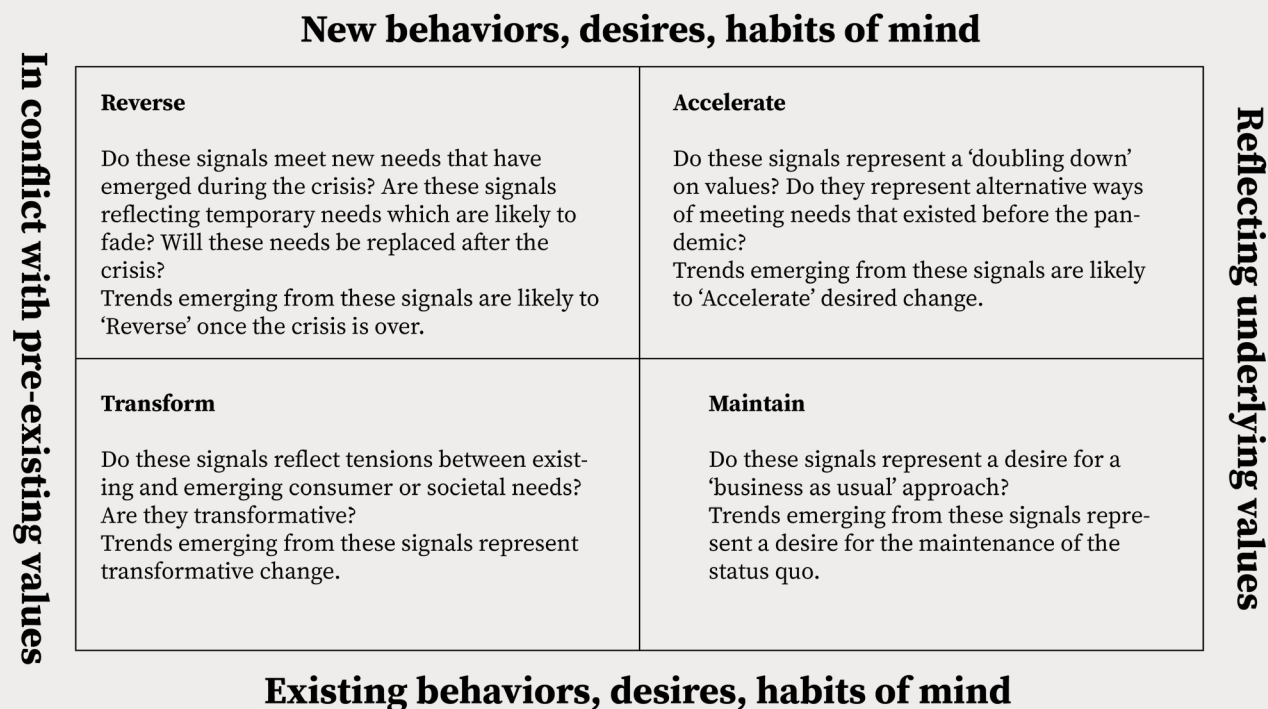 New behaviors, desires, habits of mind
In conflict with pre-existing values
Reverse
Do these signals meet new needs that have
emerged during the crisis? Are these signals
reflecting temporary needs which are likely to
fade? Will these needs be replaced after the
crisis?
Trends emerging from these signals are likely to
‘Reverse’ once the crisis is over.
Accelerate
Do these signals represent a ‘doubling down’
on values? Do they represent alternative ways
of meeting needs that existed before the pan-
demic?
Trends emerging from these signals are likely
to ‘Accelerate’ desired change.
Reflecting underlying values
Transform
Do these signals reflect tensions between exist-
ing and emerging consumer or societal needs?
Are they transformative?
Trends emerging from these signals represent
transformative change.
Maintain
Do these signals represent a desire for a
‘business as usual’ approach?
Trends emerging from these signals repre-
sent a desire for the maintenance of the
status quo.
Existing behaviors, desires, habits of mind